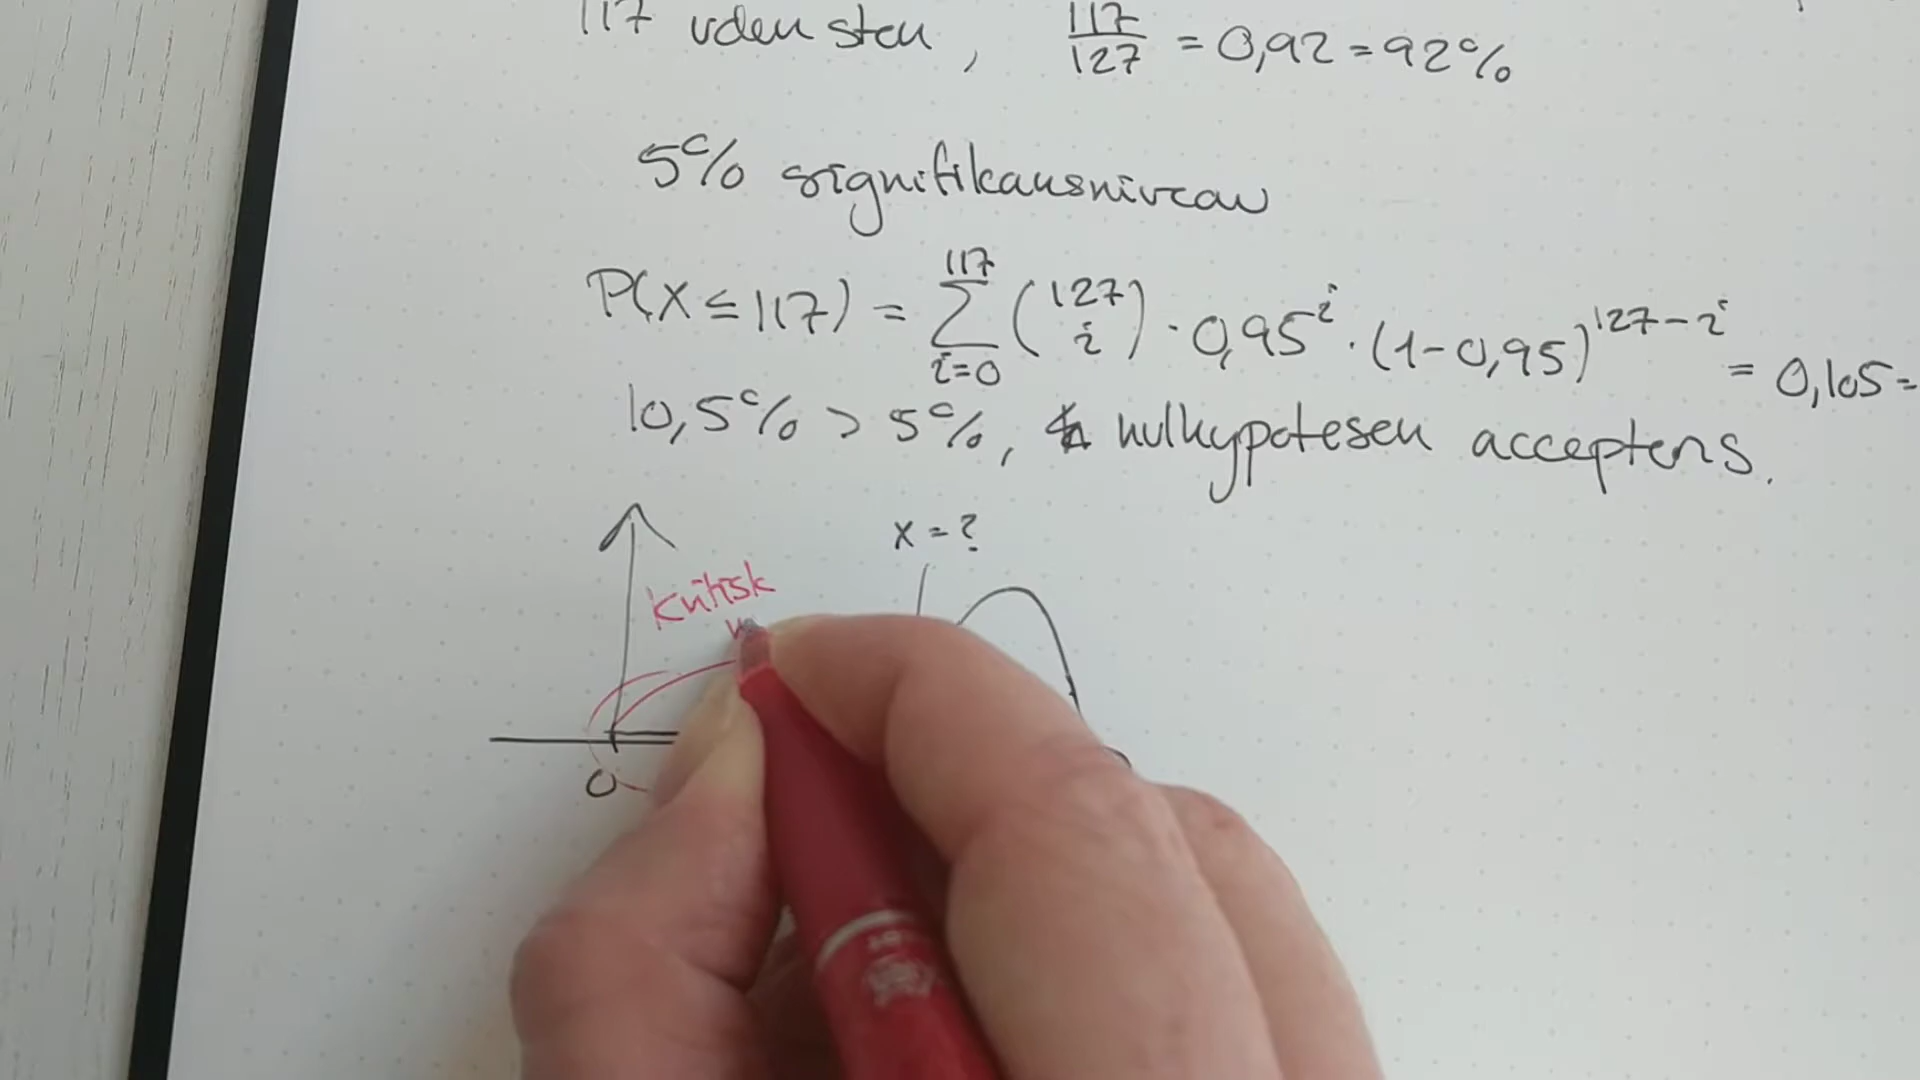 117 uden sten, 117/127 = 0,92 = 92%
5% signifikansniveau
P(X ≤ 117) = ∑_{i=0}^{117} (127 i) · 0,95^i · (1-0,95)^{127-i} = 0,105 =
10,5% > 5%, nulhypotesen accepters.
x = ?
Kritisk
0